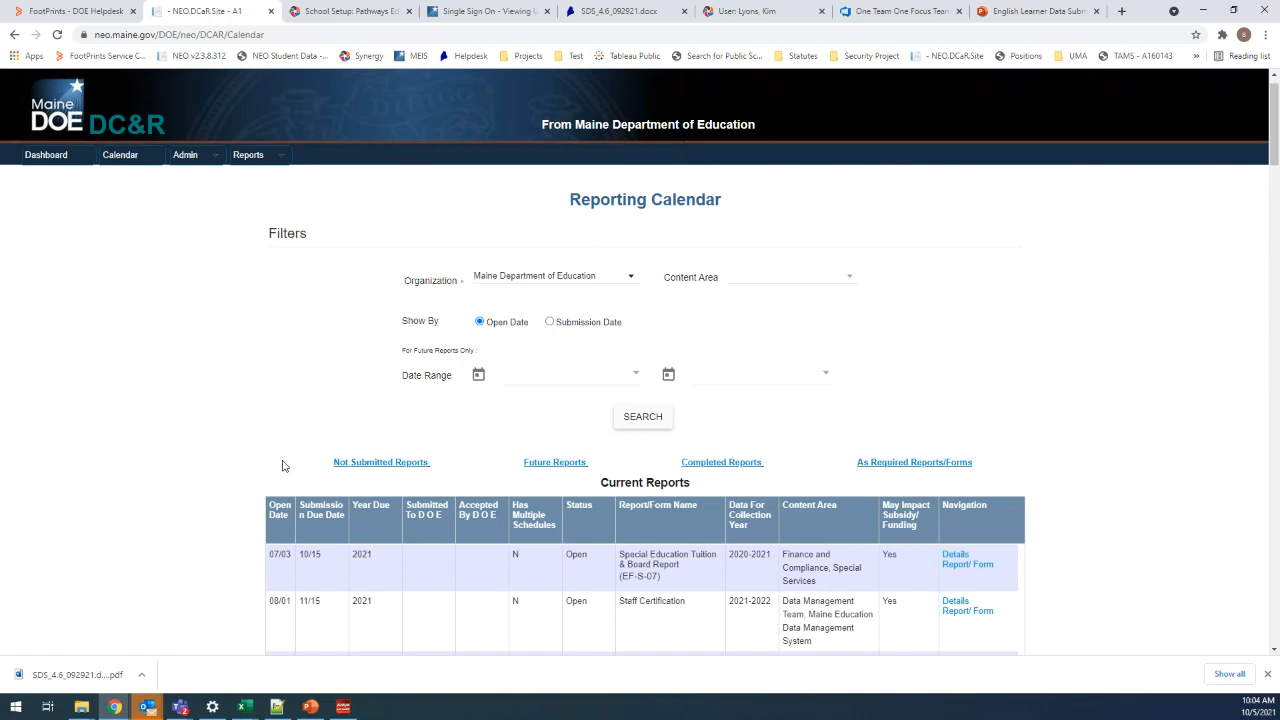 FootPrints - DOE Helpdesk
- NEO.DCaR.Site - A1
School Setup: Pathways Ed
Single Sign On - Viewing U
SDS_4.6_092921.docx
User: Lyons, Kim
One Team One Focus Team
English Learner Data Subm
neo.maine.gov/DOE/neo/DCAR/Calendar
Apps
FootPrints Service C...
NEO v2.3.8.312
NEO Student Data -...
Synergy
MEIS
Helpdesk
Projects
Test
Tableau Public
Search for Public Sc...
Statutes
Security Project
- NEO.DCaR.Site
Positions
UMA
TAMS - A160143
»
Reading list
Maine
DOE DC&R
From Maine Department of Education
Dashboard Calendar Admin Reports
Reporting Calendar
Filters
Organization * Maine Department of Education Content Area
Show By Open Date Submission Date
For Future Reports Only :
Date Range
SEARCH
Not Submitted Reports Future Reports Completed Reports As Required Reports/Forms
Current Reports
Open Date
Submissio n Due Date
Year Due
Submitted To D O E
Accepted By D O E
Has Multiple Schedules
Status
Report/Form Name
Data For Collection Year
Content Area
May Impact Subsidy/ Funding
Navigation
07/03 10/15 2021 N Open Special Education Tuition 2020-2021 Finance and Yes Details
& Board Report Compliance, Special Report/ Form
(EF-S-07) Services
08/01 11/15 2021 N Open Staff Certification 2021-2022 Data Management Yes Details
Team, Maine Education Report/ Form
Data Management
System
SDS_4.6_092921.d....pdf
Show all
10:04 AM
10/5/2021